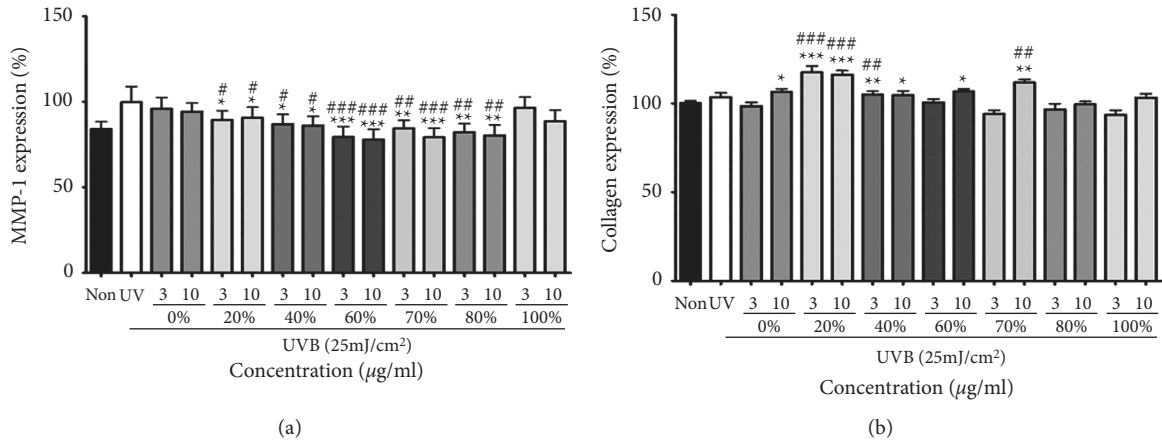 150
100
50
0
MMP-1 expression (%)
# # # # ### ### ## ### ## ##
* * * * *** *** ** *** ** **
Non UV 3 10 3 10 3 10 3 10 3 10 3 10 3 10
0% 20% 40% 60% 70% 80% 100%
UVB (25mJ/cm²)
Concentration (µg/ml)
(a)
150
100
50
0
Collagen expression (%)
### ### ## ##
* *** *** ** * * **
Non UV 3 10 3 10 3 10 3 10 3 10 3 10 3 10
0% 20% 40% 60% 70% 80% 100%
UVB (25mJ/cm²)
Concentration (µg/ml)
(b)